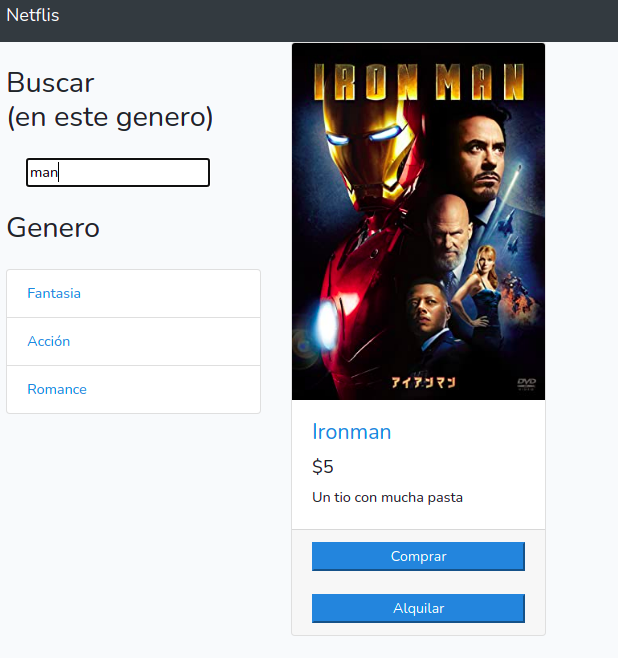 Netflis
Buscar
(en este genero)
man
Genero
Fantasia
Acción
Romance
IRON MAN
アイアンマン
DVD
Ironman
$5
Un tio con mucha pasta
Comprar
Alquilar